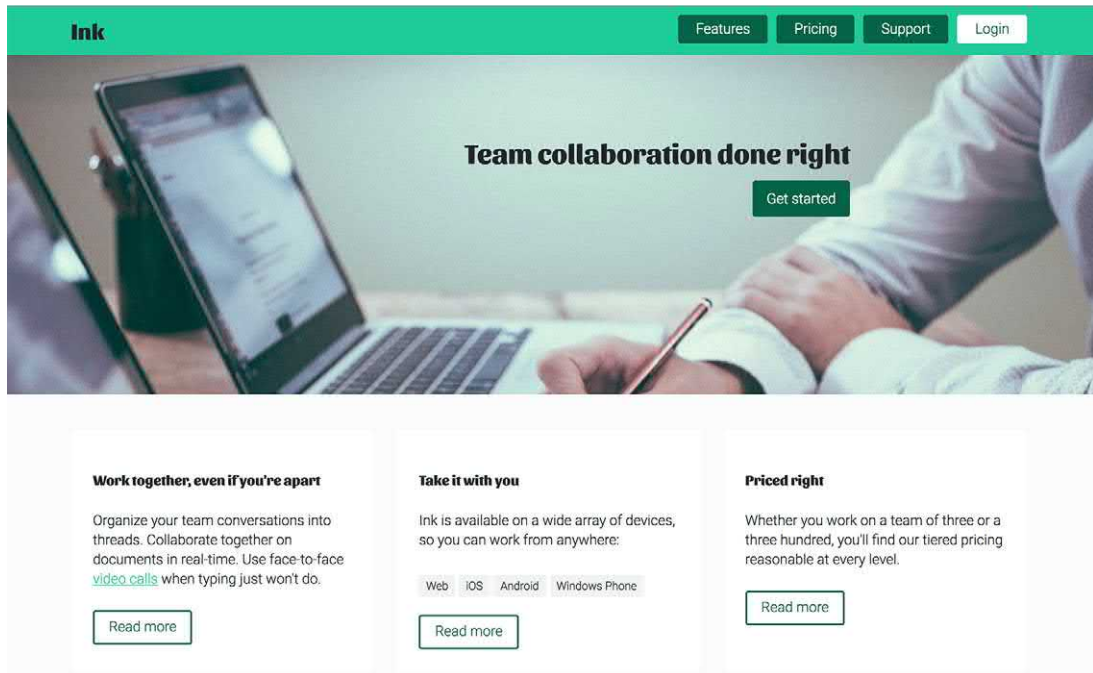 Ink
Features Pricing Support Login
Team collaboration done right
Get started
Work together, even if you're apart
Organize your team conversations into
threads. Collaborate together on
documents in real-time. Use face-to-face
video calls when typing just won't do.
Read more
Take it with you
Ink is available on a wide array of devices,
so you can work from anywhere:
Web iOS Android Windows Phone
Read more
Priced right
Whether you work on a team of three or a
three hundred, you'll find our tiered pricing
reasonable at every level.
Read more